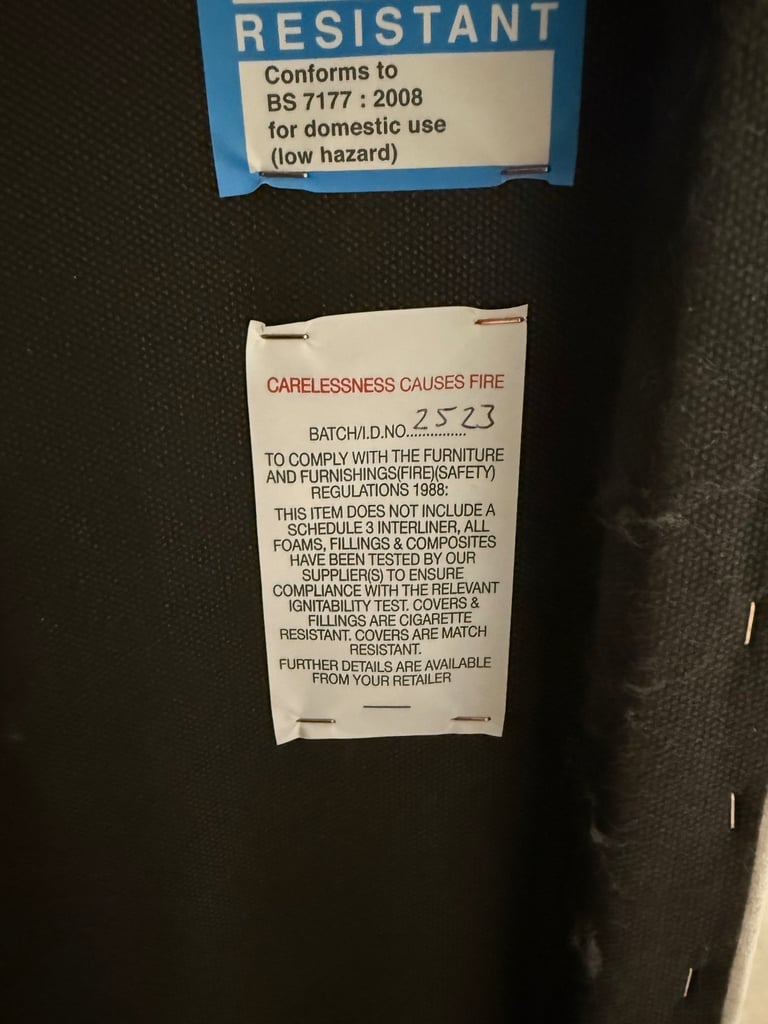 RESISTANT
Conforms to
BS 7177 : 2008
for domestic use
(low hazard)
CARELESSNESS CAUSES FIRE
BATCH/I.D.NO...............2523
TO COMPLY WITH THE FURNITURE
AND FURNISHINGS(FIRE)(SAFETY)
REGULATIONS 1988:
THIS ITEM DOES NOT INCLUDE A
SCHEDULE 3 INTERLINER, ALL
FOAMS, FILLINGS & COMPOSITES
HAVE BEEN TESTED BY OUR
SUPPLIER(S) TO ENSURE
COMPLIANCE WITH THE RELEVANT
IGNITABILITY TEST. COVERS &
FILLINGS ARE CIGARETTE
RESISTANT. COVERS ARE MATCH
RESISTANT.
FURTHER DETAILS ARE AVAILABLE
FROM YOUR RETAILER